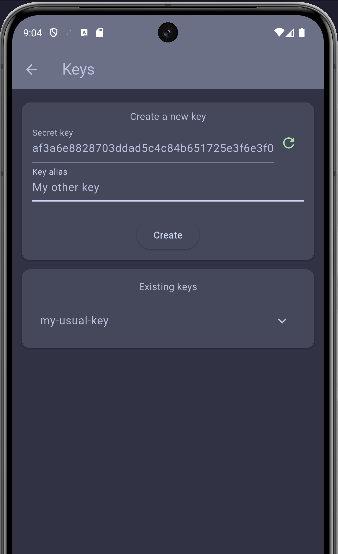 9:04
Keys
Create a new key
Secret key
af3a6e8828703ddad5c4c84b651725e3f6e3f0
Key alias
My other key
Create
Existing keys
my-usual-key